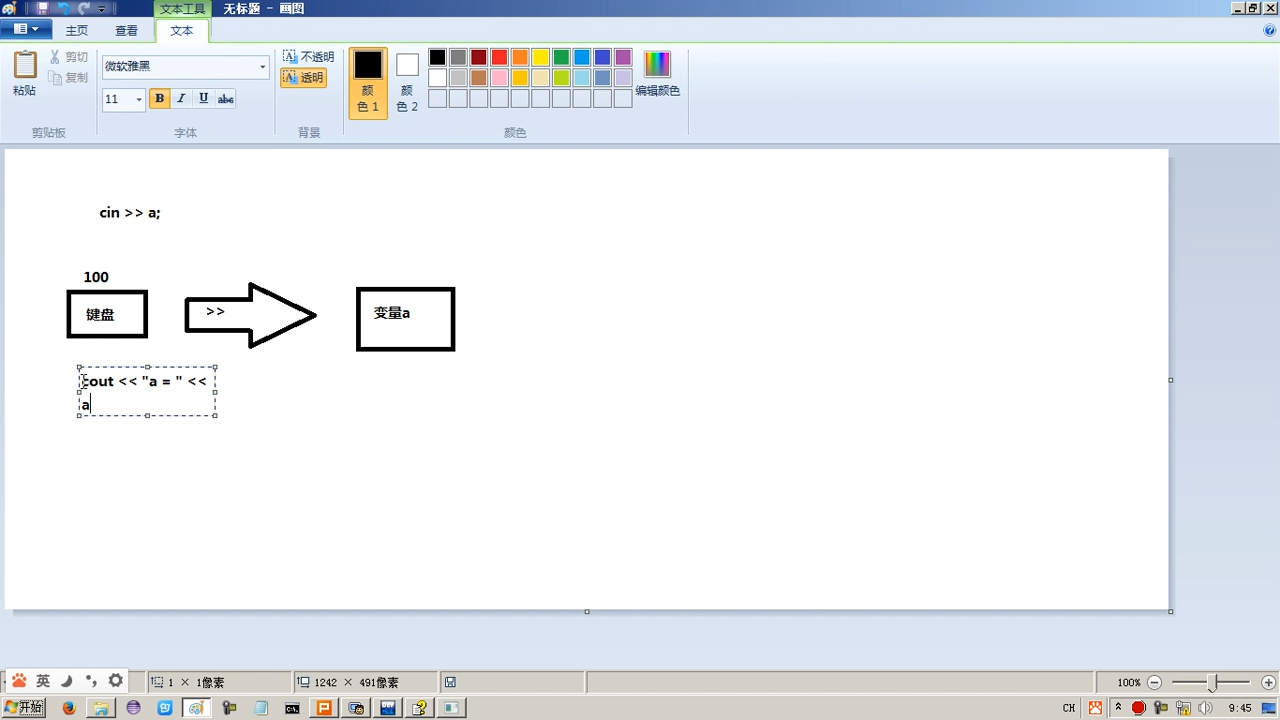 文本工具
无标题 - 画图
主页
查看
文本
粘贴
剪切
复制
剪贴板
微软雅黑
11
B I U abc
字体
不透明
透明
背景
颜
色 1
颜
色 2
编辑颜色
颜色
cin >> a;
100
键盘
>>
变量a
cout << "a = " <<
a
英
1 × 1像素
1242 × 491像素
100%
开始
CH
9:45